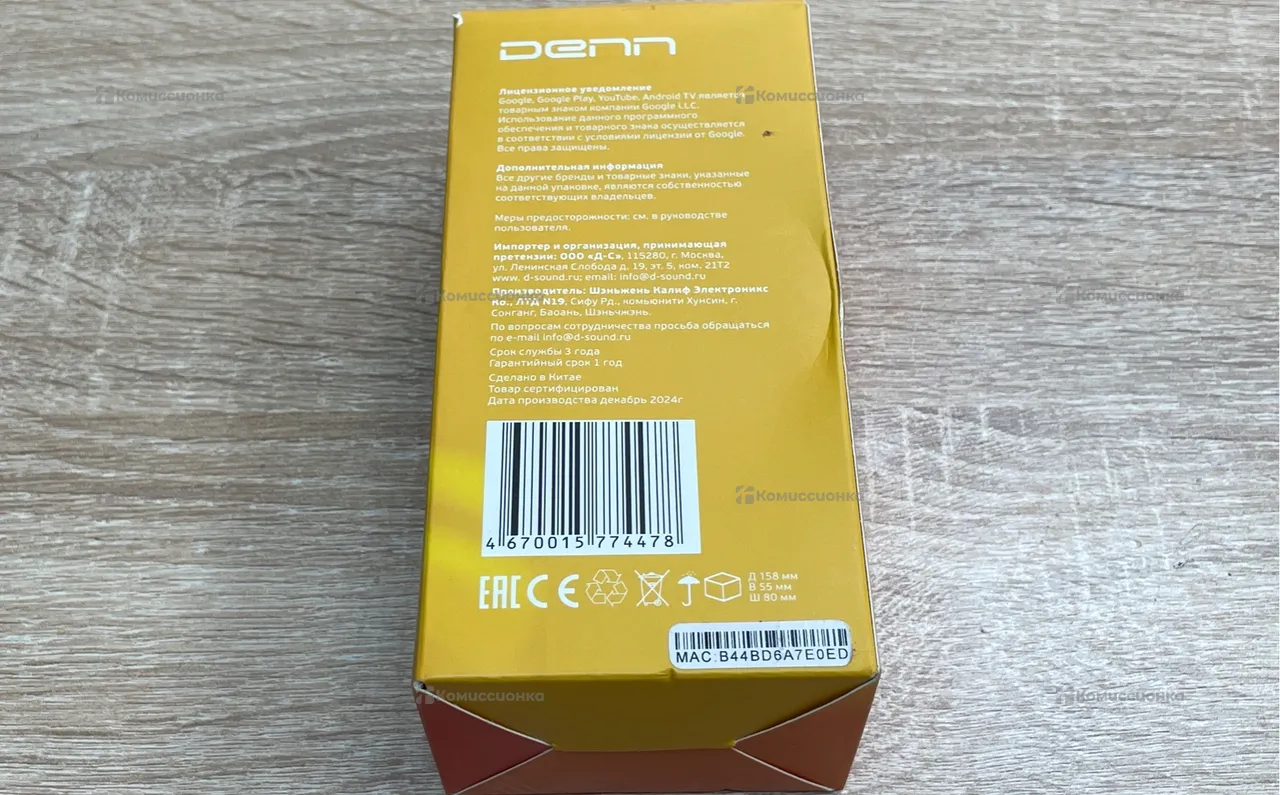 DENN
Лицензионное уведомление
Google, Google Play, YouTube, Android TV является
товарным знаком компании Google LLC.
Использование данного программного
обеспечения и товарного знака осуществляется
в соответствии с условиями лицензии от Google.
Все права защищены.
Дополнительная информация
Все другие бренды и товарные знаки, указанные
на данной упаковке, являются собственностью
соответствующих владельцев.
Меры предосторожности: см. в руководстве
пользователя.
Импортер и организация, принимающая
претензии: ООО «Д-С», 115280, г. Москва,
ул. Ленинская Слобода д. 19, эт. 5, ком. 21Т2
www. d-sound.ru; email: info@d-sound.ru
Производитель: Шэньжень Калиф Электроникс
Ко., ЛТД N19, Сифу Рд., комьюнити Хунсин, г.
Сонганг, Баоань, Шэньчжэнь.
По вопросам сотрудничества просьба обращаться
по e-mail info@d-sound.ru
Срок службы 3 года
Гарантийный срок 1 год
Сделано в Китае
Товар сертифицирован
Дата производства декабрь 2024г
4 670015 774478
EAC CE
Д 158 мм
В 55 мм
Ш 80 мм
MAC:B44BD6A7E0ED
Комиссионка
Комиссионка
Комиссионка
Комиссионка
Комиссионка
Комиссионка
Комиссионка
Комиссионка